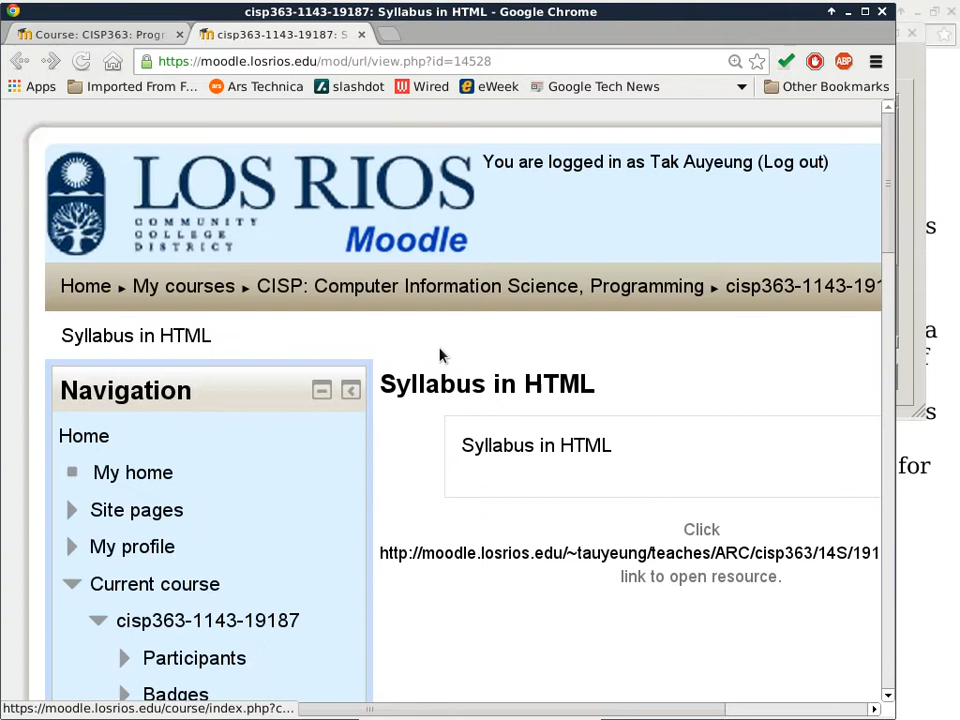 cisp363-1143-19187: Syllabus in HTML - Google Chrome
Course: CISP363: Progr
cisp363-1143-19187: S
https://moodle.losrios.edu/mod/url/view.php?id=14528
Apps
Imported From F...
Ars Technica
slashdot
Wired
eWeek
Google Tech News
Other Bookmarks
LOS RIOS
COMMUNITY
COLLEGE
DISTRICT
Moodle
You are logged in as Tak Auyeung (Log out)
Home ▸ My courses ▸ CISP: Computer Information Science, Programming ▸ cisp363-1143-191
Syllabus in HTML
Navigation
Home
My home
Site pages
My profile
Current course
cisp363-1143-19187
Participants
Badges
Syllabus in HTML
Syllabus in HTML
Click
http://moodle.losrios.edu/~tauyeung/teaches/ARC/cisp363/14S/191
link to open resource.
https://moodle.losrios.edu/course/index.php?c...
s
a
f
s
for